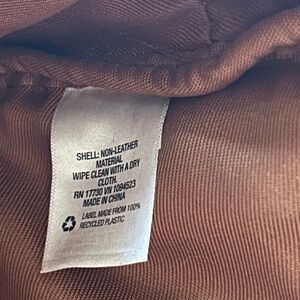 SHELL: NON-LEATHER
MATERIAL
WIPE CLEAN WITH A DRY
CLOTH.
RN 17730 VN 1094523
MADE IN CHINA
LABEL MADE FROM 100%
RECYCLED PLASTIC